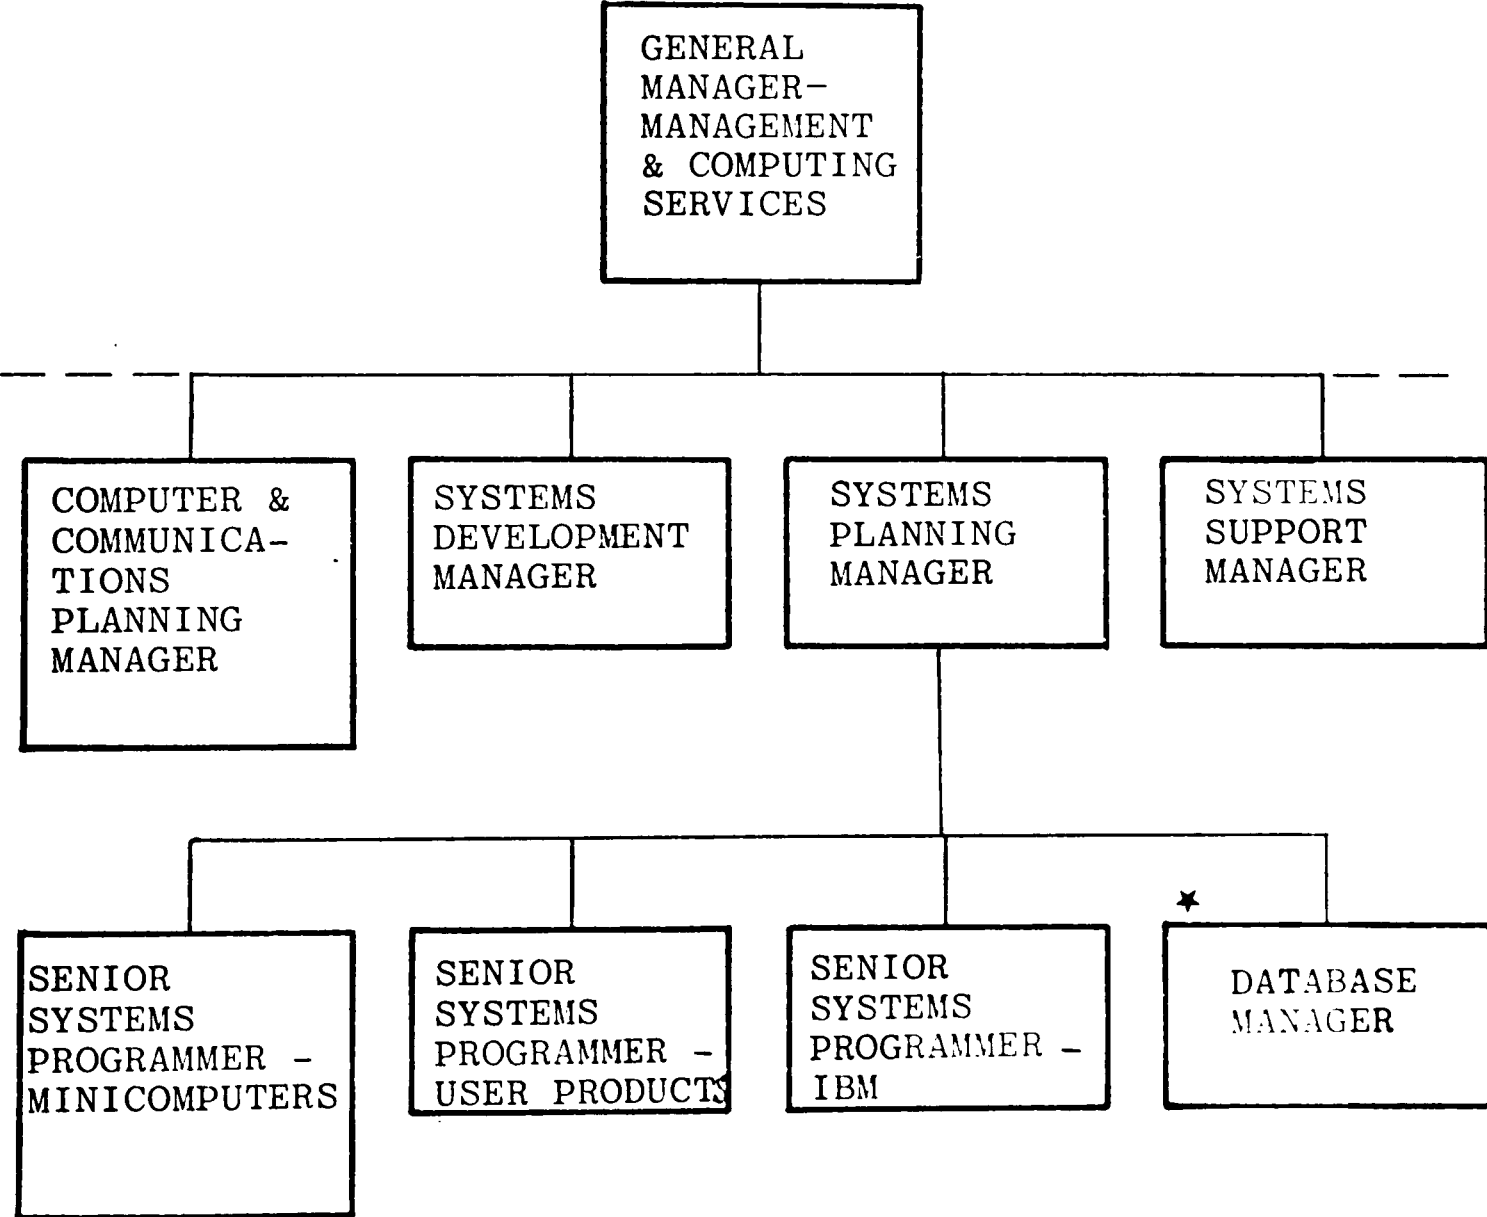 GENERAL
MANAGER-
MANAGEMENT
& COMPUTING
SERVICES
COMPUTER &
COMMUNICA-
TIONS
PLANNING
MANAGER
SYSTEMS
DEVELOPMENT
MANAGER
SYSTEMS
PLANNING
MANAGER
SYSTEMS
SUPPORT
MANAGER
SENIOR
SYSTEMS
PROGRAMMER -
MINICOMPUTERS
SENIOR
SYSTEMS
PROGRAMMER -
USER PRODUCTS
SENIOR
SYSTEMS
PROGRAMMER -
IBM
★
DATABASE
MANAGER